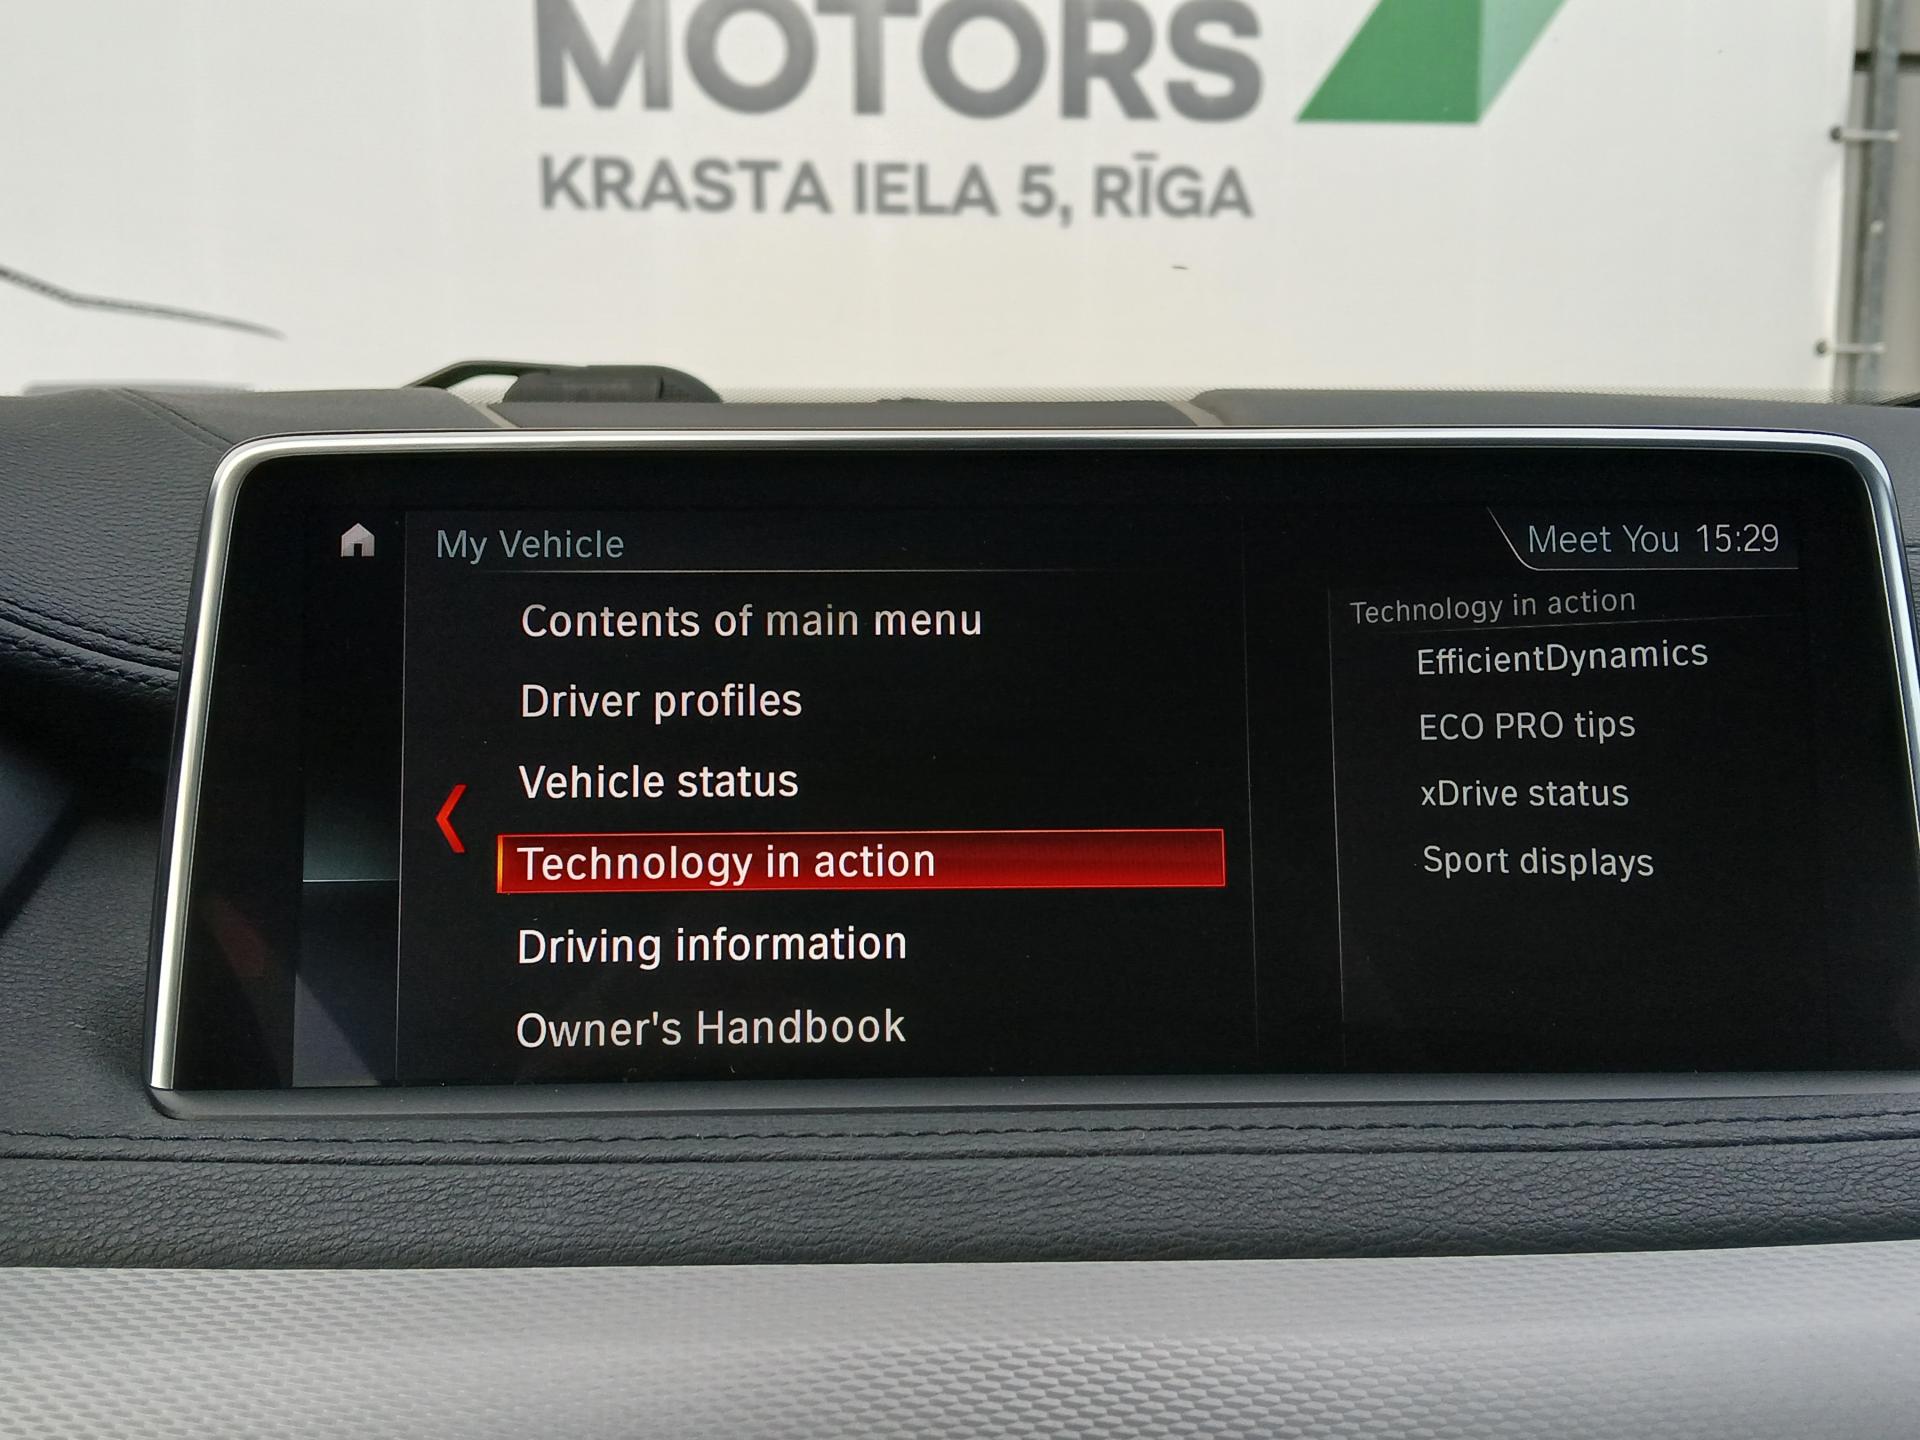 MOTORS
KRASTA IELA 5, RĪGA
My Vehicle
Meet You 15:29
Contents of main menu
Driver profiles
Vehicle status
Technology in action
Driving information
Owner's Handbook
Technology in action
EfficientDynamics
ECO PRO tips
xDrive status
Sport displays